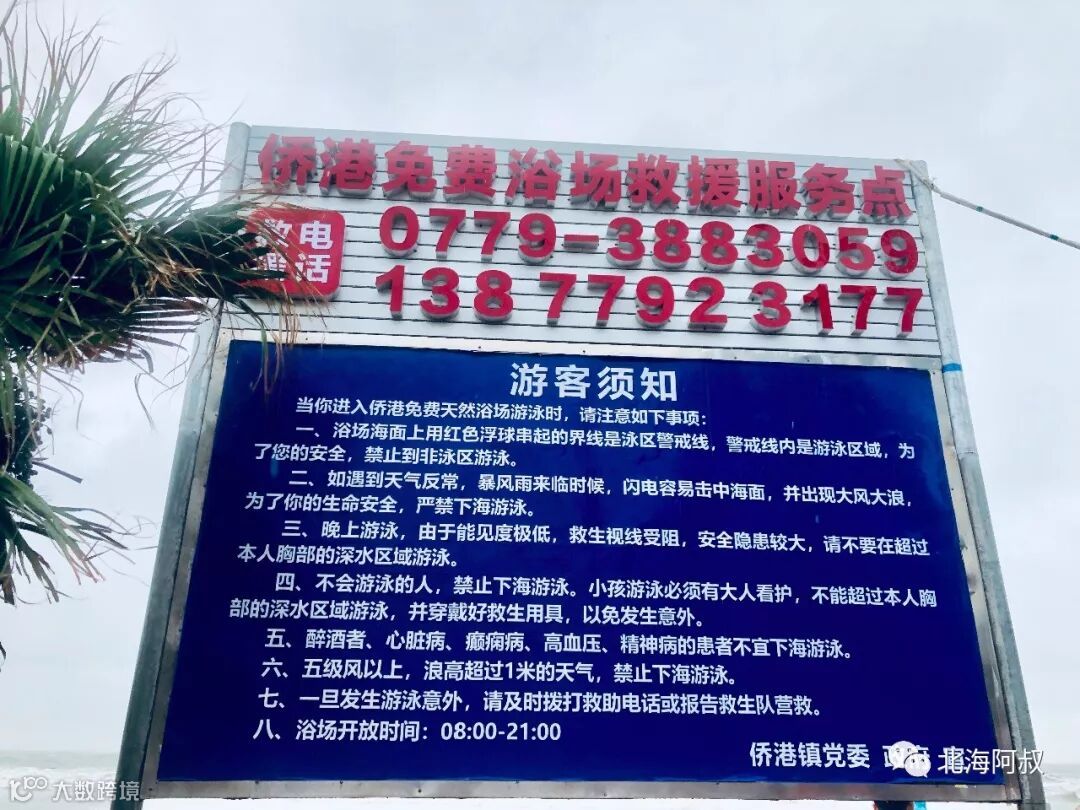 侨港免费浴场救援服务点
电话
0779-3883059
13877923177
游客须知
当你进入侨港免费天然浴场游泳时，请注意如下事项：
一、浴场海面上用红色浮球串起的界线是泳区警戒线，警戒线内是游泳区域，为
了您的安全，禁止到非泳区游泳。
二、如遇到天气反常，暴风雨来临时候，闪电容易击中海面，并出现大风大浪，
为了你的生命安全，严禁下海游泳。
三、晚上游泳，由于能见度极低，救生视线受阻，安全隐患较大，请不要在超过
本人胸部的深水区域游泳。
四、不会游泳的人，禁止下海游泳。小孩游泳必须有大人看护，不能超过本人胸
部的深水区域游泳，并穿戴好救生用具，以免发生意外。
五、醉酒者、心脏病、癫痫病、高血压、精神病的患者不宜下海游泳。
六、五级风以上，浪高超过1米的天气，禁止下海游泳。
七、一旦发生游泳意外，请及时拨打救助电话或报告救生队营救。
八、浴场开放时间：08:00-21:00
侨港镇党委
北海阿叔
大数跨境